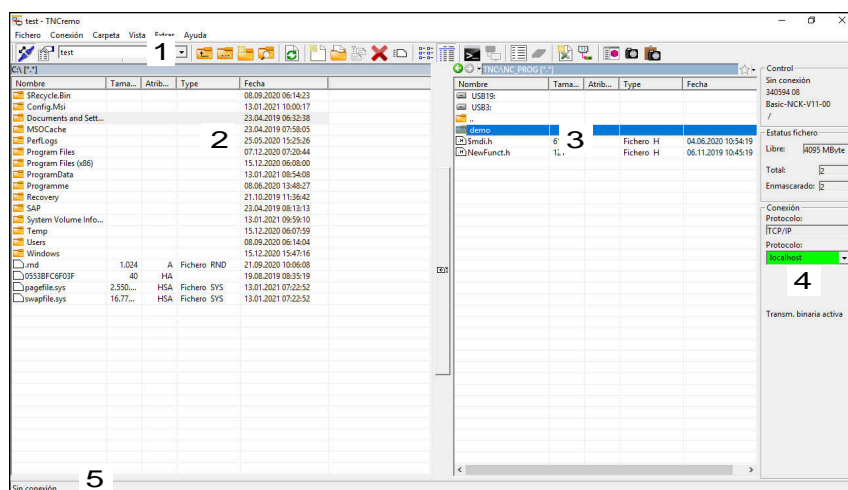 test - TNCremo
Fichero Conexión Carpeta Vista Extras Ayuda
1
test
C:\ [*.*]
TNC:\NC_PROG [*.*]
Nombre Tama... Atrib... Type Fecha
$Recycle.Bin 08.09.2020 06:14:23
Config.Msi 13.01.2021 10:00:17
Documents and Sett... 23.04.2019 06:32:38
MSOCache 23.04.2019 07:58:05
PerfLogs 25.05.2020 15:25:26
Program Files 07.12.2020 07:20:44
Program Files (x86) 15.12.2020 06:08:00
ProgramData 13.01.2021 08:54:08
Programme 08.06.2020 13:48:27
Recovery 21.10.2019 11:36:42
SAP 23.04.2019 08:13:13
System Volume Info... 13.01.2021 09:59:10
Temp 15.12.2020 06:07:59
Users 08.09.2020 06:14:04
Windows 15.12.2020 15:47:16
.rnd 1.024 A Fichero RND 21.09.2020 10:06:08
0553BFC6F03F 40 HA 19.08.2019 08:35:19
pagefile.sys 2.550.... HSA Fichero SYS 13.01.2021 07:22:52
swapfile.sys 16.77... HSA Fichero SYS 13.01.2021 07:22:52
2
Nombre Tama... Atrib... Type Fecha
USB19:
USB3:
..
demo
$mdi.h Fichero H 04.06.2020 10:54:19
NewFunct.h Fichero H 06.11.2019 10:45:19
3
Control
Sin conexión
340594 08
Basic-NCK-V11-00
/
Estatus fichero
Libre: 4095 MByte
Total: 2
Enmascarado: 2
Conexión
Protocolo:
TCP/IP
Protocolo:
localhost
4
Transm. binaria activa
5
Sin conexión